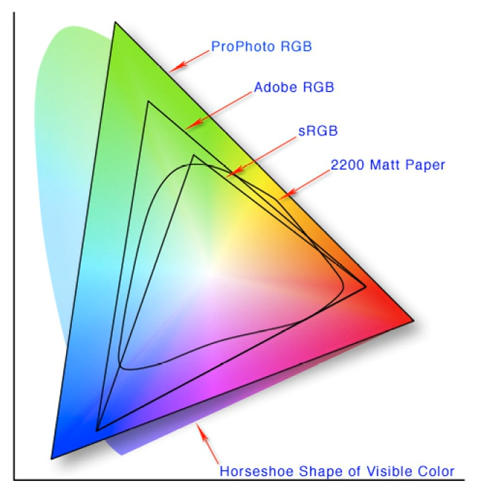 ProPhoto RGB
Adobe RGB
sRGB
2200 Matt Paper
Horseshoe Shape of Visible Color